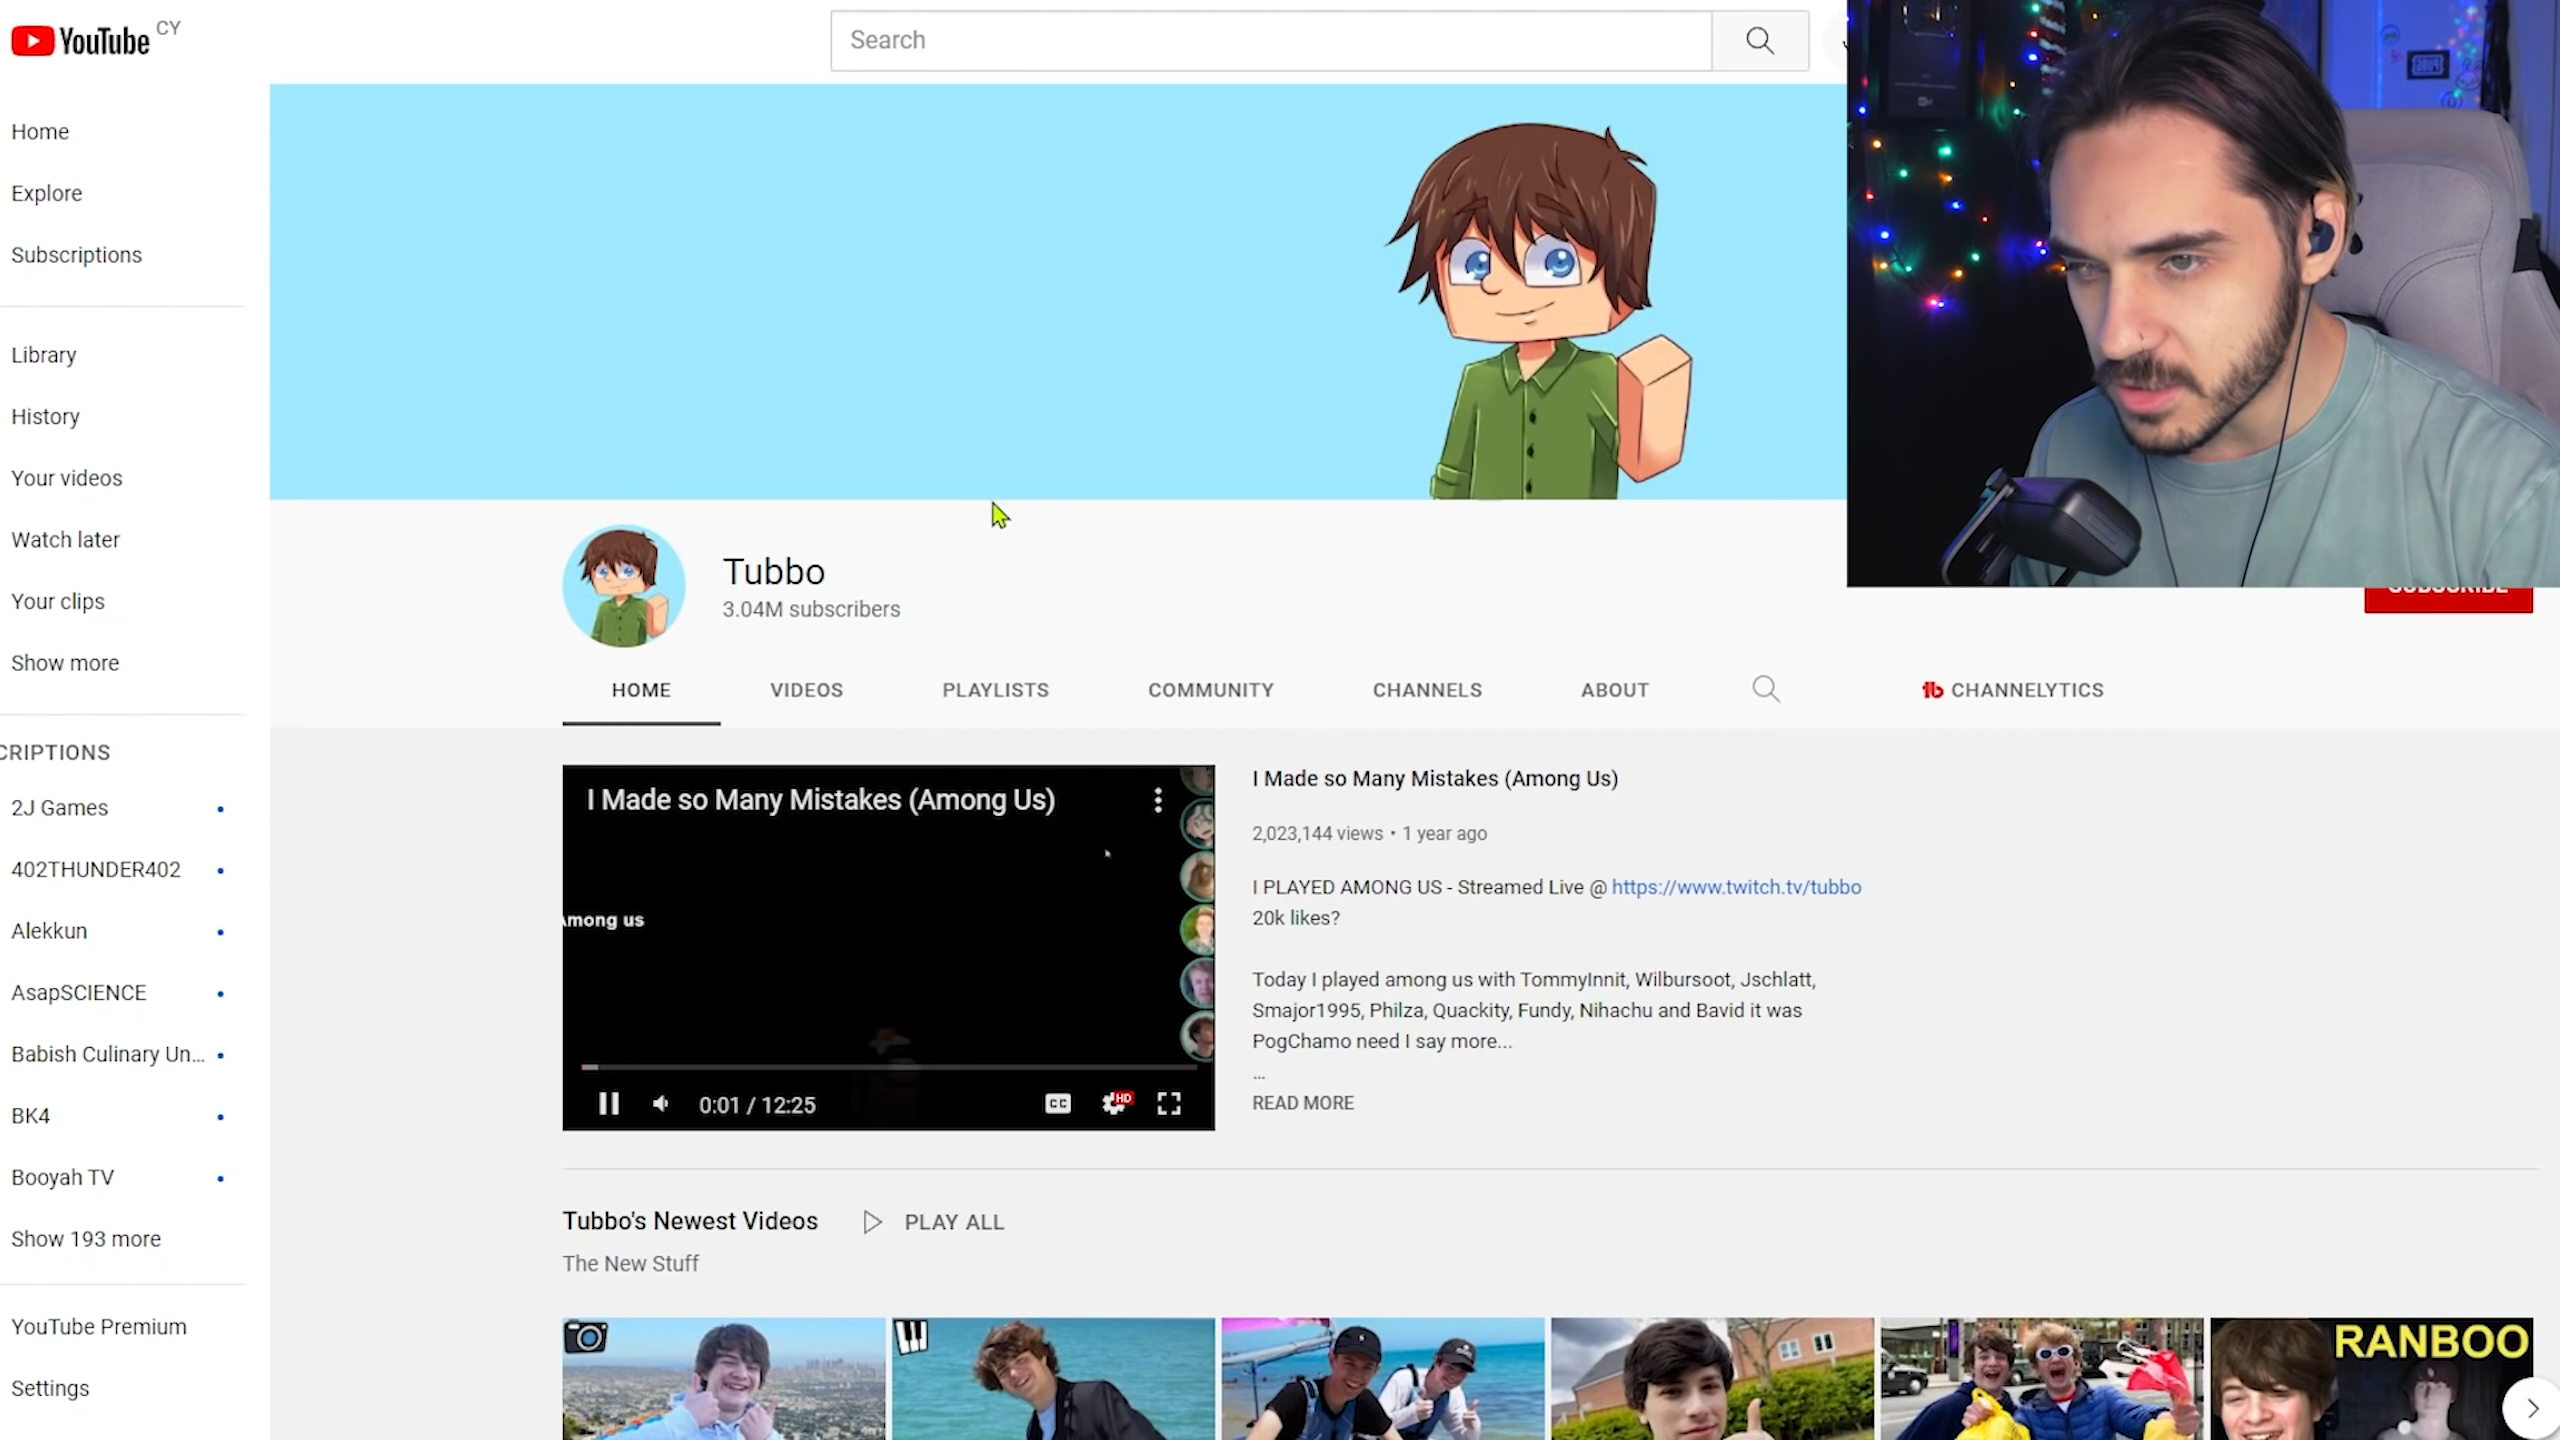 YouTube CY
Search
Home
Explore
Subscriptions
Library
History
Your videos
Watch later
Your clips
Show more
CRIPTIONS
2J Games
402THUNDER402
Alekkun
AsapSCIENCE
Babish Culinary Un...
BK4
Booyah TV
Show 193 more
YouTube Premium
Settings
Tubbo
3.04M subscribers
SUBSCRIBE
HOME VIDEOS PLAYLISTS COMMUNITY CHANNELS ABOUT CHANNELYTICS
I Made so Many Mistakes (Among Us)
Among us
0:01 / 12:25
CC
HD
I Made so Many Mistakes (Among Us)
2,023,144 views • 1 year ago
I PLAYED AMONG US - Streamed Live @ https://www.twitch.tv/tubbo
20k likes?
Today I played among us with TommyInnit, Wilbursoot, Jschlatt,
Smajor1995, Philza, Quackity, Fundy, Nihachu and Bavid it was
PogChamo need I say more...
...
READ MORE
Tubbo's Newest Videos PLAY ALL
The New Stuff
RANBOO